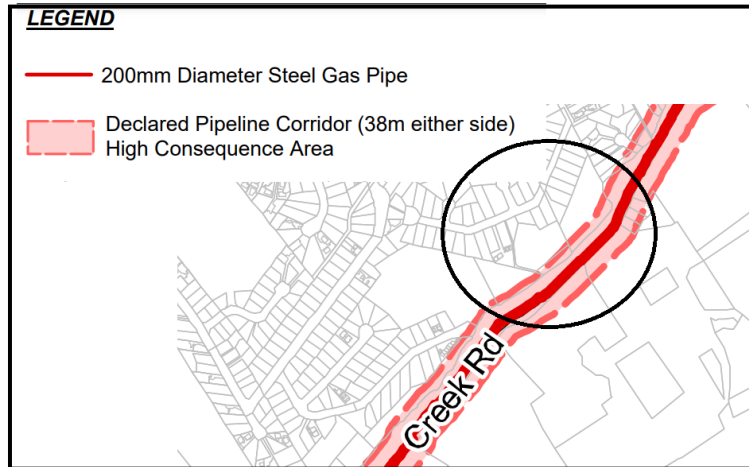 LEGEND
200mm Diameter Steel Gas Pipe
Declared Pipeline Corridor (38m either side)
High Consequence Area
Creek Rd